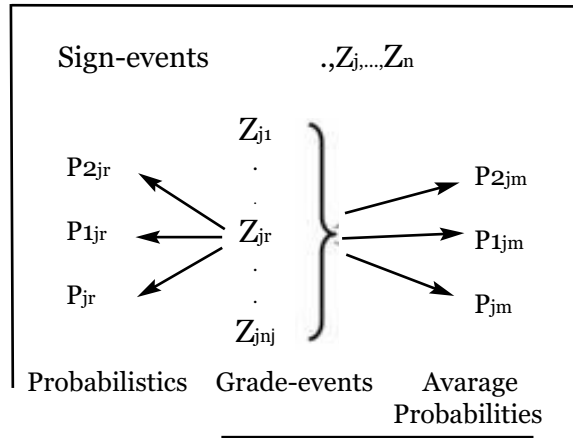 Sign-events .,Zj,...,Zn
Zj1
.
P2jr . P2jm
P1jr Zjr P1jm
.
Pjr . Pjm
Zjnj
Probabilistics Grade-events Avarage
Probabilities